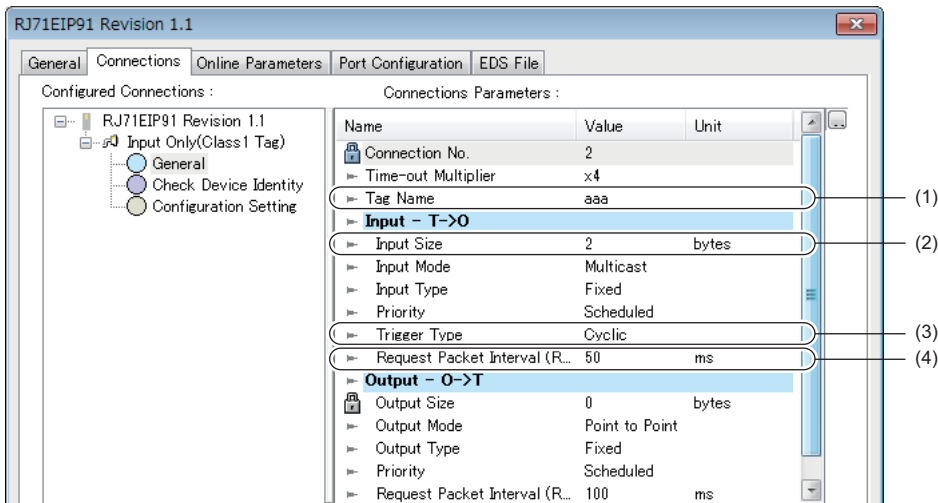 RJ71EIP91 Revision 1.1
General Connections Online Parameters Port Configuration EDS File
Configured Connections :
Connections Parameters :
RJ71EIP91 Revision 1.1
Input Only(Class1 Tag)
General
Check Device Identity
Configuration Setting
Name Value Unit
Connection No. 2
Time-out Multiplier x4
Tag Name aaa (1)
Input - T->O
Input Size 2 bytes (2)
Input Mode Multicast
Input Type Fixed
Priority Scheduled
Trigger Type Cyclic (3)
Request Packet Interval (R... 50 ms (4)
Output - O->T
Output Size 0 bytes
Output Mode Point to Point
Output Type Fixed
Priority Scheduled
Request Packet Interval (R... 100 ms